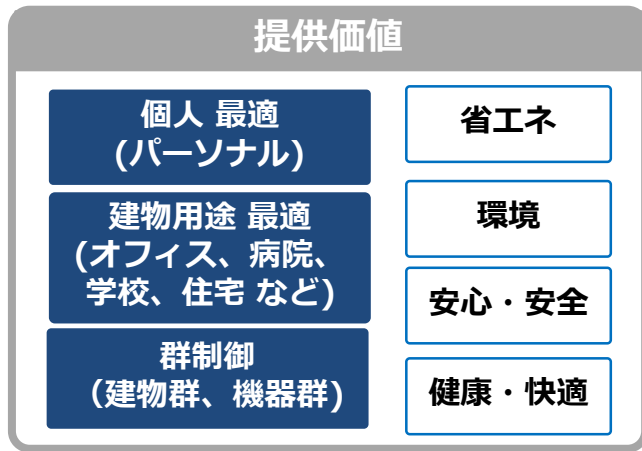 提供価値
個人 最適
(パーソナル)
建物用途 最適
(オフィス、病院、
学校、住宅 など)
群制御
（建物群、機器群)
省エネ
環境
安心・安全
健康・快適